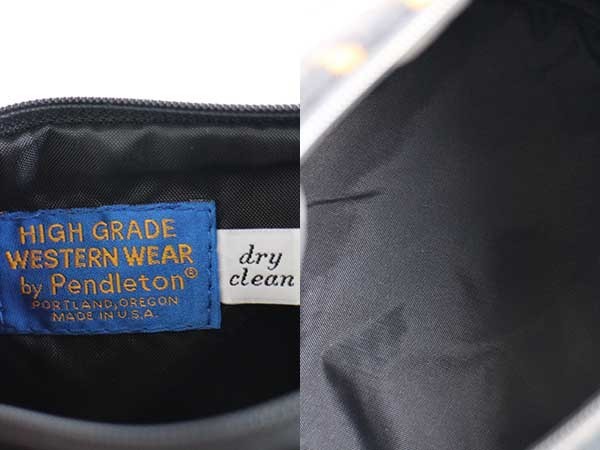 HIGH GRADE
WESTERN WEAR
by Pendleton®
PORTLAND, OREGON
MADE IN U.S.A.
dry
clean